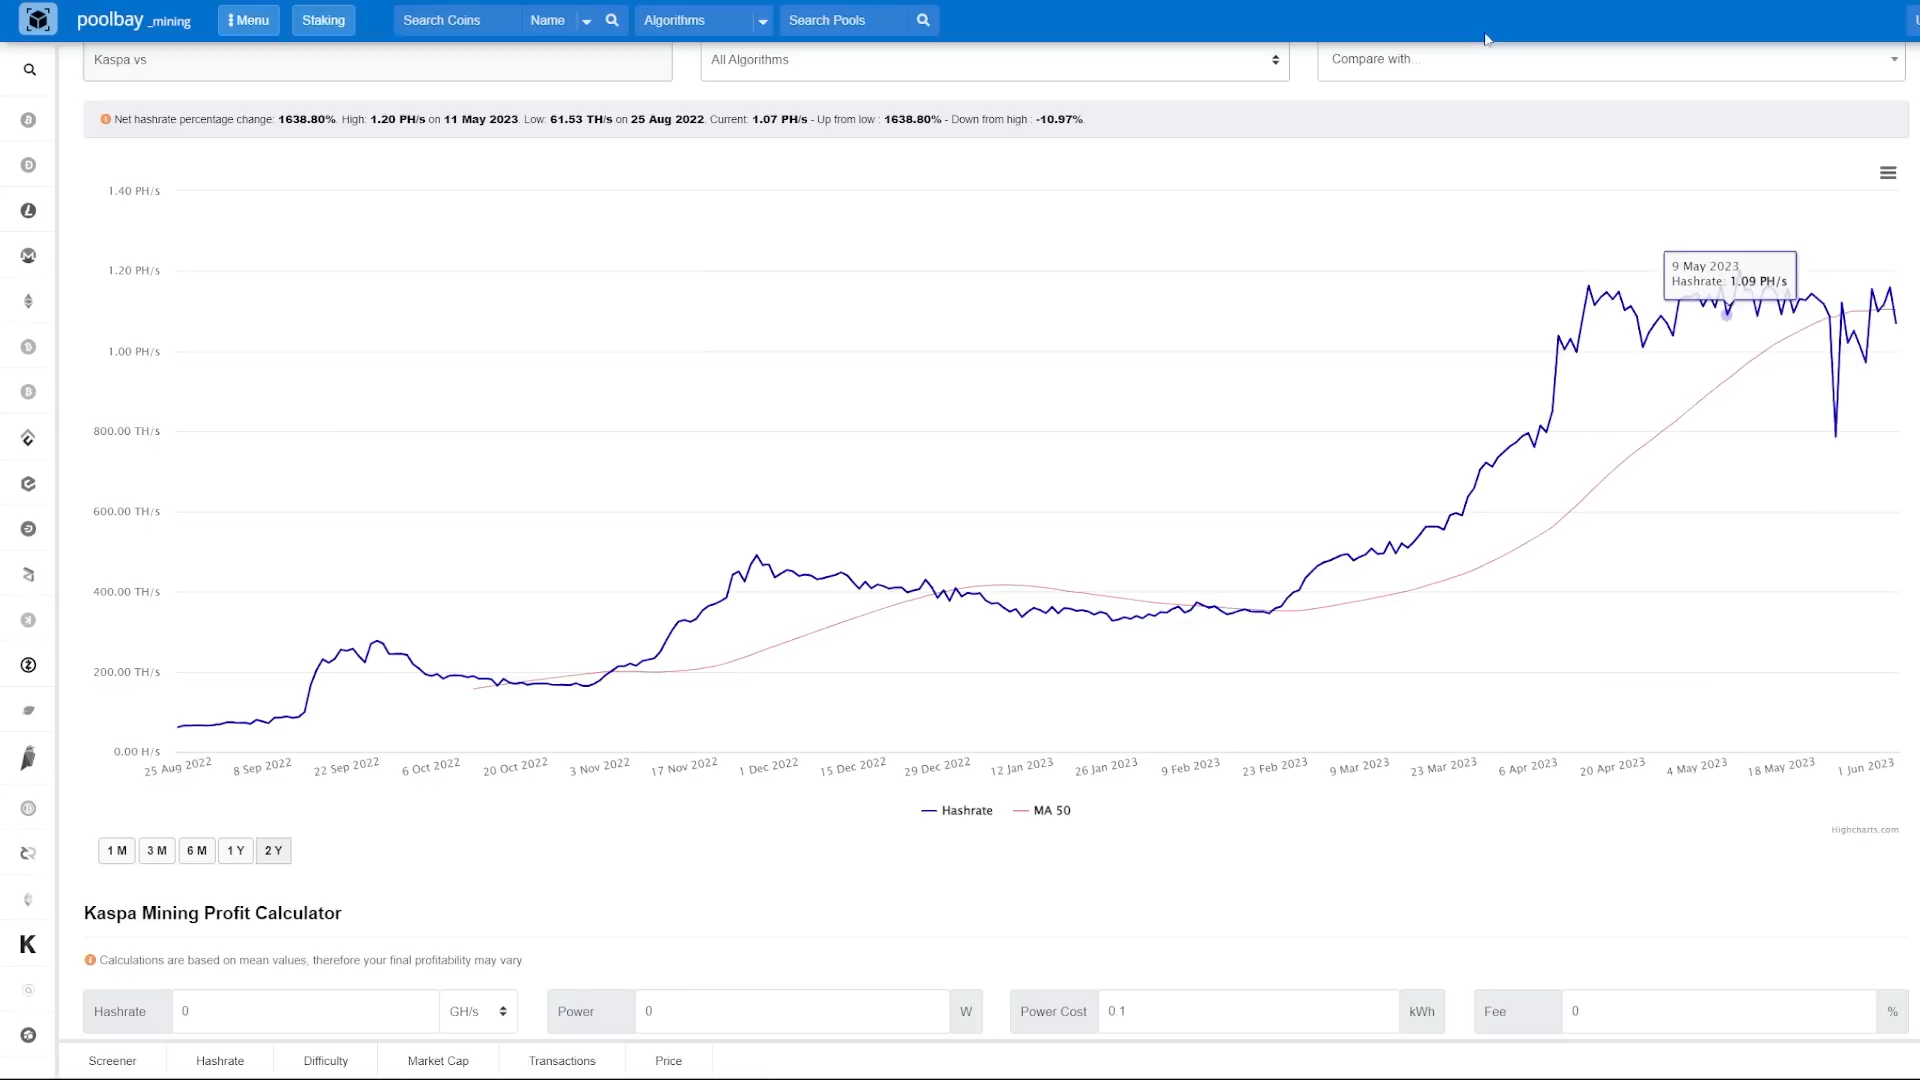 poolbay _mining
Menu
Staking
Search Coins
Name
Algorithms
Search Pools
Kaspa vs
All Algorithms
Compare with...
Net hashrate percentage change: 1638.80%. High: 1.20 PH/s on 11 May 2023. Low: 61.53 TH/s on 25 Aug 2022. Current: 1.07 PH/s - Up from low : 1638.80% - Down from high : -10.97%.
1.40 PH/s
1.20 PH/s
1.00 PH/s
800.00 TH/s
600.00 TH/s
400.00 TH/s
200.00 TH/s
0.00 H/s
9 May 2023
Hashrate: 1.09 PH/s
25 Aug 2022
8 Sep 2022
22 Sep 2022
6 Oct 2022
20 Oct 2022
3 Nov 2022
17 Nov 2022
1 Dec 2022
15 Dec 2022
29 Dec 2022
12 Jan 2023
26 Jan 2023
9 Feb 2023
23 Feb 2023
9 Mar 2023
23 Mar 2023
6 Apr 2023
20 Apr 2023
4 May 2023
18 May 2023
1 Jun 2023
Hashrate
MA 50
Highcharts.com
1 M
3 M
6 M
1 Y
2 Y
Kaspa Mining Profit Calculator
Calculations are based on mean values, therefore your final profitability may vary.
Hashrate
0
GH/s
Power
0
W
Power Cost
0.1
kWh
Fee
0
%
K
Screener
Hashrate
Difficulty
Market Cap
Transactions
Price